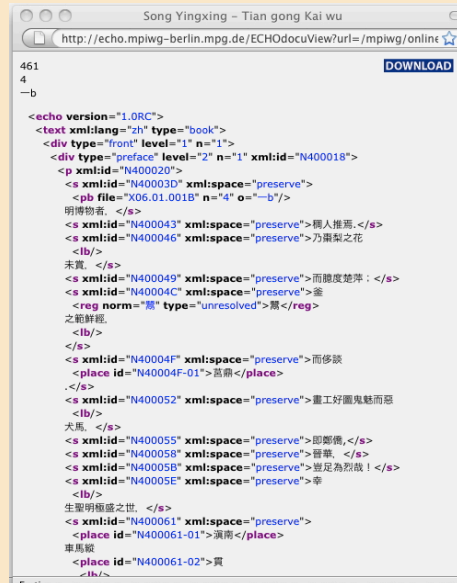 Song Yingxing – Tian gong Kai wu
http://echo.mpiwg-berlin.mpg.de/ECHOdocuView?url=/mpiwg/online
461
DOWNLOAD
4
一b
<echo version="1.0RC">
<text xml:lang="zh" type="book">
<div type="front" level="1" n="1">
<div type="preface" level="2" n="1" xml:id="N400018">
<p xml:id="N400020">
<s xml:id="N40003D" xml:space="preserve">
<pb file="X06.01.001B" n="4" o="一b"/>
明博物者，</s>
<s xml:id="N400043" xml:space="preserve">稠人推焉.</s>
<s xml:id="N400046" xml:space="preserve">乃棗梨之花
<lb/>
未賞，</s>
<s xml:id="N400049" xml:space="preserve">而臆度楚萍；</s>
<s xml:id="N40004C" xml:space="preserve">釜
<reg norm="鬵" type="unresolved">鬵</reg>
之範鮮經，
<lb/>
</s>
<s xml:id="N40004F" xml:space="preserve">而侈談
<place id="N40004F-01">莒鼎</place>
.</s>
<s xml:id="N400052" xml:space="preserve">畫工好圖鬼魅而惡
<lb/>
犬馬，</s>
<s xml:id="N400055" xml:space="preserve">即鄭僑,</s>
<s xml:id="N400058" xml:space="preserve">晉華，</s>
<s xml:id="N40005B" xml:space="preserve">豈足為烈哉！</s>
<s xml:id="N40005E" xml:space="preserve">幸
<lb/>
生聖明極盛之世，</s>
<s xml:id="N400061" xml:space="preserve">
<place id="N400061-01">滇南</place>
車馬縱
<place id="N400061-02">貫
<lb/>